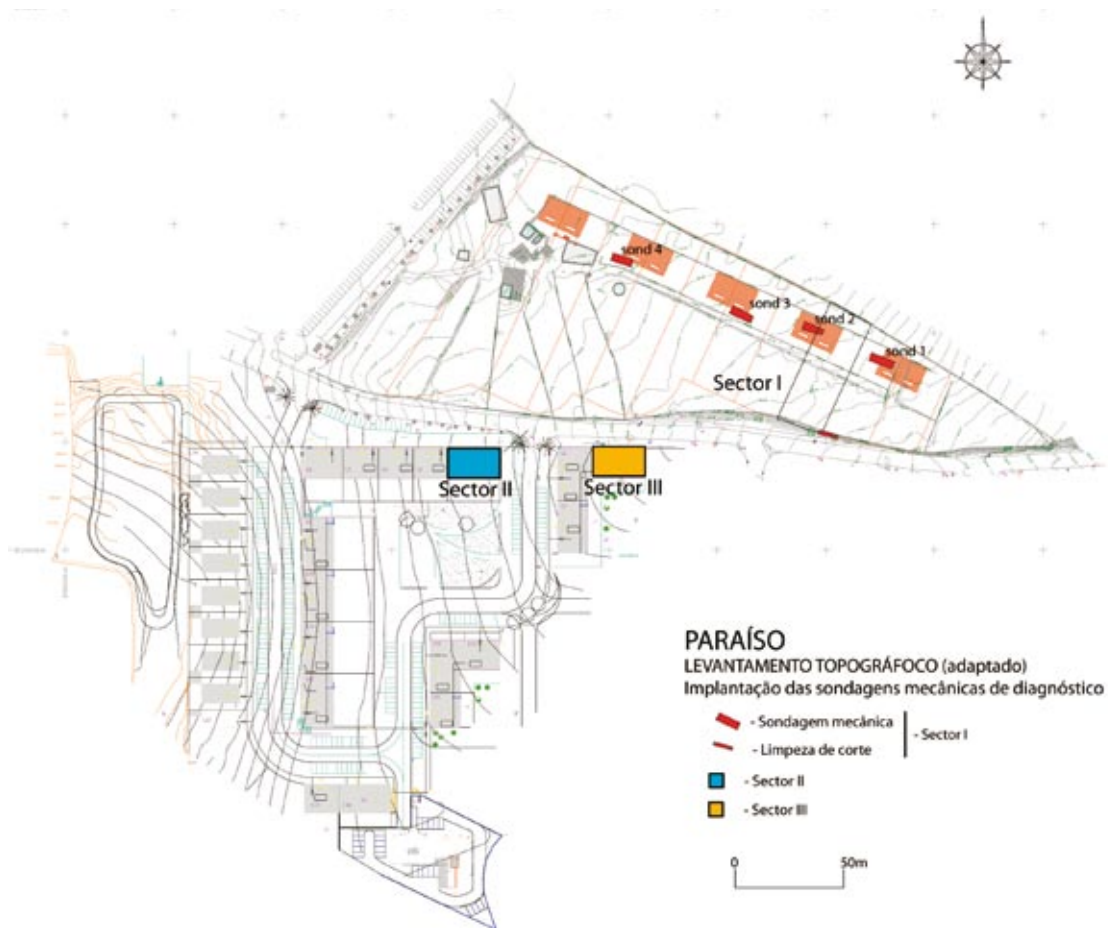 sond 4
sond 3
sond 2
sond 1
Sector I
Sector II
Sector III
PARAÍSO
LEVANTAMENTO TOPOGRÁFOCO (adaptado)
Implantação das sondagens mecânicas de diagnóstico
- Sondagem mecânica
- Limpeza de corte
- Sector I
- Sector II
- Sector III
0 50m